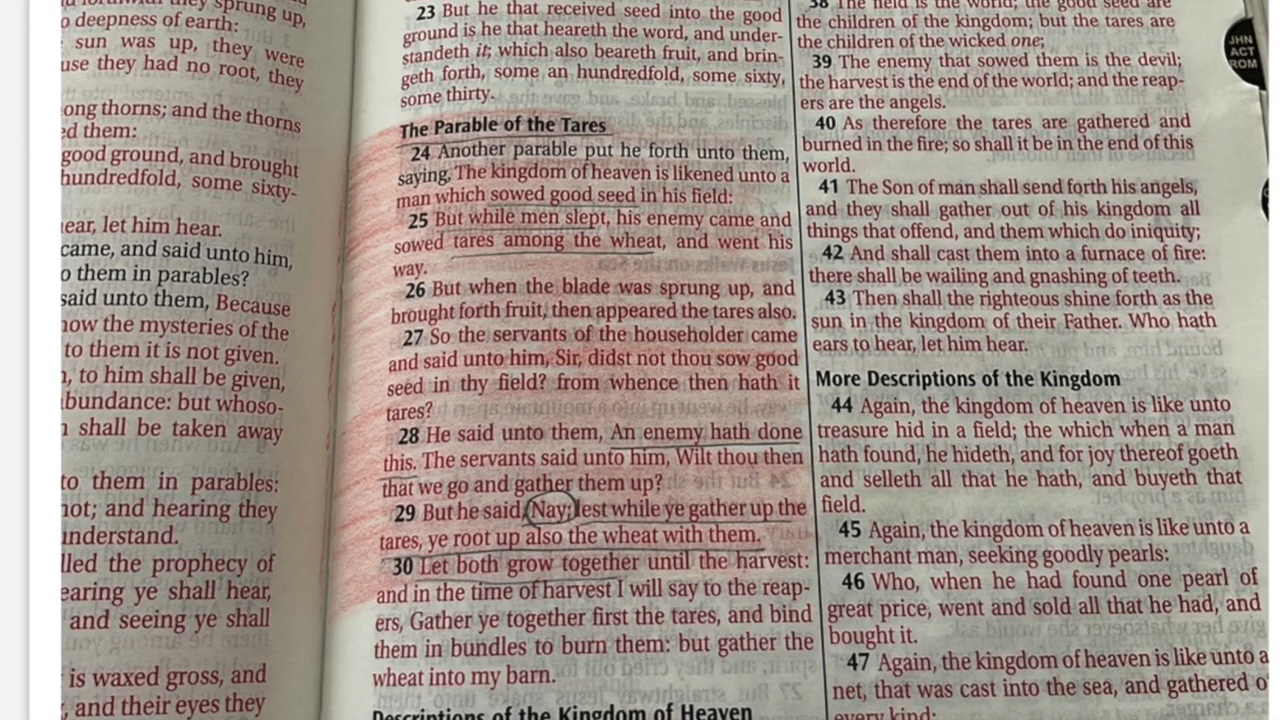 sprung up,
o deepness of earth:
sun was up, they were
use they had no root, they
ong thorns; and the thorns
ed them:
good ground, and brought
hundredfold, some sixty-
ear, let him hear.
came, and said unto him,
o them in parables?
said unto them, Because
now the mysteries of the
to them it is not given.
, to him shall be given,
bundance: but whoso-
shall be taken away
to them in parables:
not; and hearing they
understand.
lled the prophecy of
earing ye shall hear,
and seeing ye shall
is waxed gross, and
, and their eyes they
23 But he that received seed into the good
ground is he that heareth the word, and under-
standeth it; which also beareth fruit, and brin-
geth forth, some an hundredfold, some sixty,
some thirty.
The Parable of the Tares
24 Another parable put he forth unto them,
saying, The kingdom of heaven is likened unto a
man which sowed good seed in his field:
25 But while men slept, his enemy came and
sowed tares among the wheat, and went his
way.
26 But when the blade was sprung up, and
brought forth fruit, then appeared the tares also.
27 So the servants of the householder came
and said unto him, Sir, didst not thou sow good
seed in thy field? from whence then hath it
tares?
28 He said unto them, An enemy hath done
this. The servants said unto him, Wilt thou then
that we go and gather them up?
29 But he said, Nay; lest while ye gather up the
tares, ye root up also the wheat with them.
30 Let both grow together until the harvest:
and in the time of harvest I will say to the reap-
ers, Gather ye together first the tares, and bind
them in bundles to burn them: but gather the
wheat into my barn.
Descriptions of the Kingdom of Heaven
38 The field is the world; the good seed are
the children of the kingdom; but the tares are
the children of the wicked one;
39 The enemy that sowed them is the devil;
the harvest is the end of the world; and the reap-
ers are the angels.
40 As therefore the tares are gathered and
burned in the fire; so shall it be in the end of this
world.
41 The Son of man shall send forth his angels,
and they shall gather out of his kingdom all
things that offend, and them which do iniquity;
42 And shall cast them into a furnace of fire:
there shall be wailing and gnashing of teeth.
43 Then shall the righteous shine forth as the
sun in the kingdom of their Father. Who hath
ears to hear, let him hear.
More Descriptions of the Kingdom
44 Again, the kingdom of heaven is like unto
treasure hid in a field; the which when a man
hath found, he hideth, and for joy thereof goeth
and selleth all that he hath, and buyeth that
field.
45 Again, the kingdom of heaven is like unto a
merchant man, seeking goodly pearls:
46 Who, when he had found one pearl of
great price, went and sold all that he had, and
bought it.
47 Again, the kingdom of heaven is like unto a
net, that was cast into the sea, and gathered o
every kind:
JHN
ACT
ROM